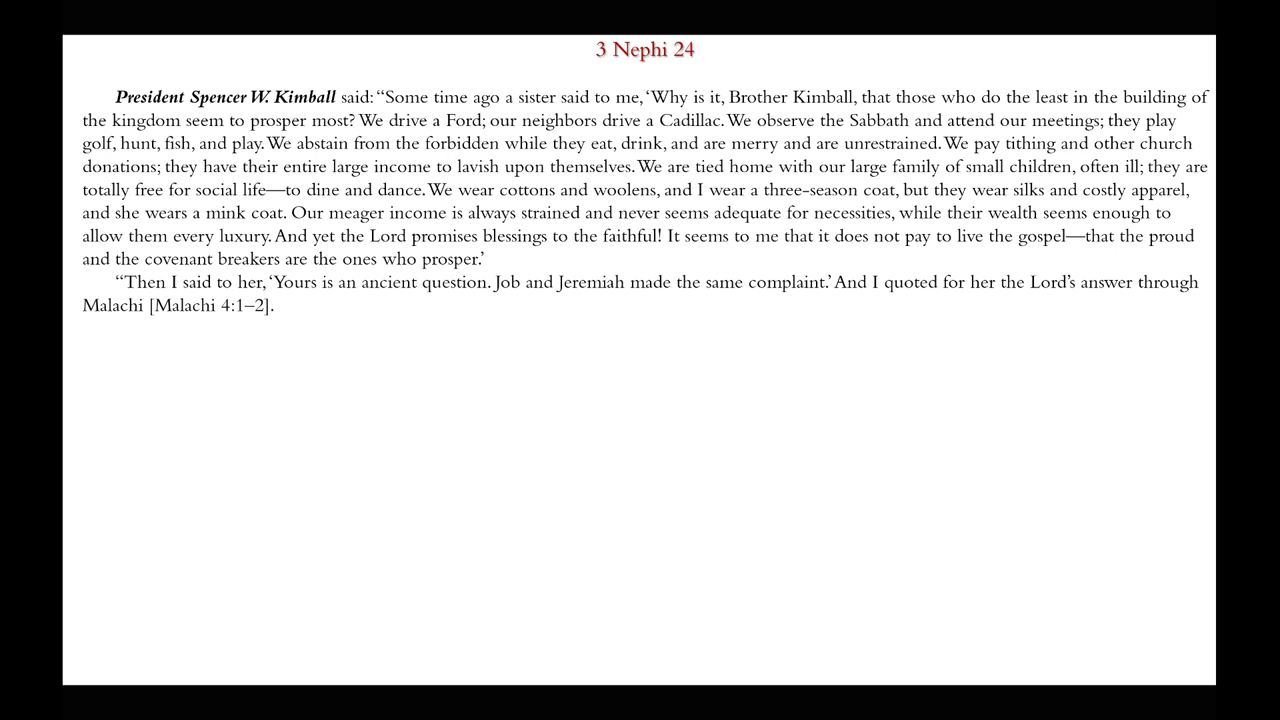 3 Nephi 24
President Spencer W. Kimball said: “Some time ago a sister said to me, ‘Why is it, Brother Kimball, that those who do the least in the building of
the kingdom seem to prosper most? We drive a Ford; our neighbors drive a Cadillac. We observe the Sabbath and attend our meetings; they play
golf, hunt, fish, and play. We abstain from the forbidden while they eat, drink, and are merry and are unrestrained. We pay tithing and other church
donations; they have their entire large income to lavish upon themselves. We are tied home with our large family of small children, often ill; they are
totally free for social life—to dine and dance. We wear cottons and woolens, and I wear a three-season coat, but they wear silks and costly apparel,
and she wears a mink coat. Our meager income is always strained and never seems adequate for necessities, while their wealth seems enough to
allow them every luxury. And yet the Lord promises blessings to the faithful! It seems to me that it does not pay to live the gospel—that the proud
and the covenant breakers are the ones who prosper.’
“Then I said to her, ‘Yours is an ancient question. Job and Jeremiah made the same complaint.’ And I quoted for her the Lord’s answer through
Malachi [Malachi 4:1–2].